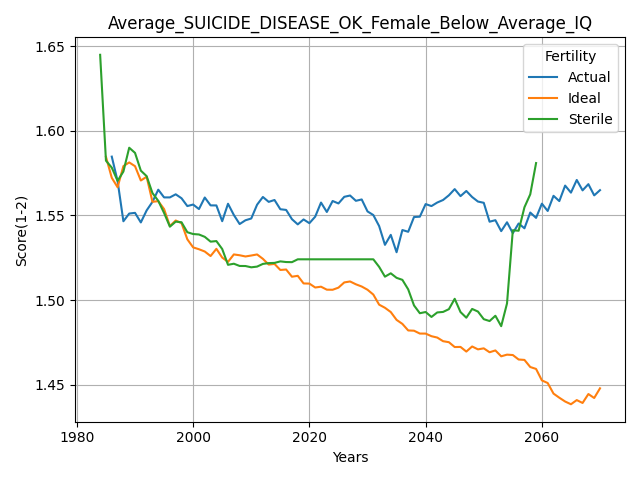 Average_SUICIDE_DISEASE_OK_Female_Below_Average_IQ
Fertility
Actual
Ideal
Sterile
Score(1-2)
1.65
1.60
1.55
1.50
1.45
1980
2000
2020
2040
2060
Years